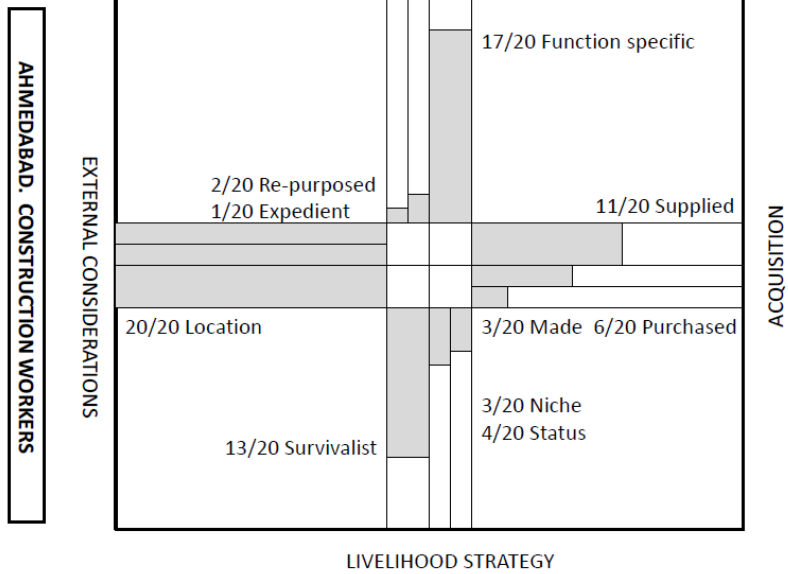 AHMEDABAD. CONSTRUCTION WORKERS
EXTERNAL CONSIDERATIONS
17/20 Function specific
2/20 Re-purposed
1/20 Expedient
11/20 Supplied
ACQUISITION
20/20 Location
3/20 Made 6/20 Purchased
3/20 Niche
4/20 Status
13/20 Survivalist
LIVELIHOOD STRATEGY